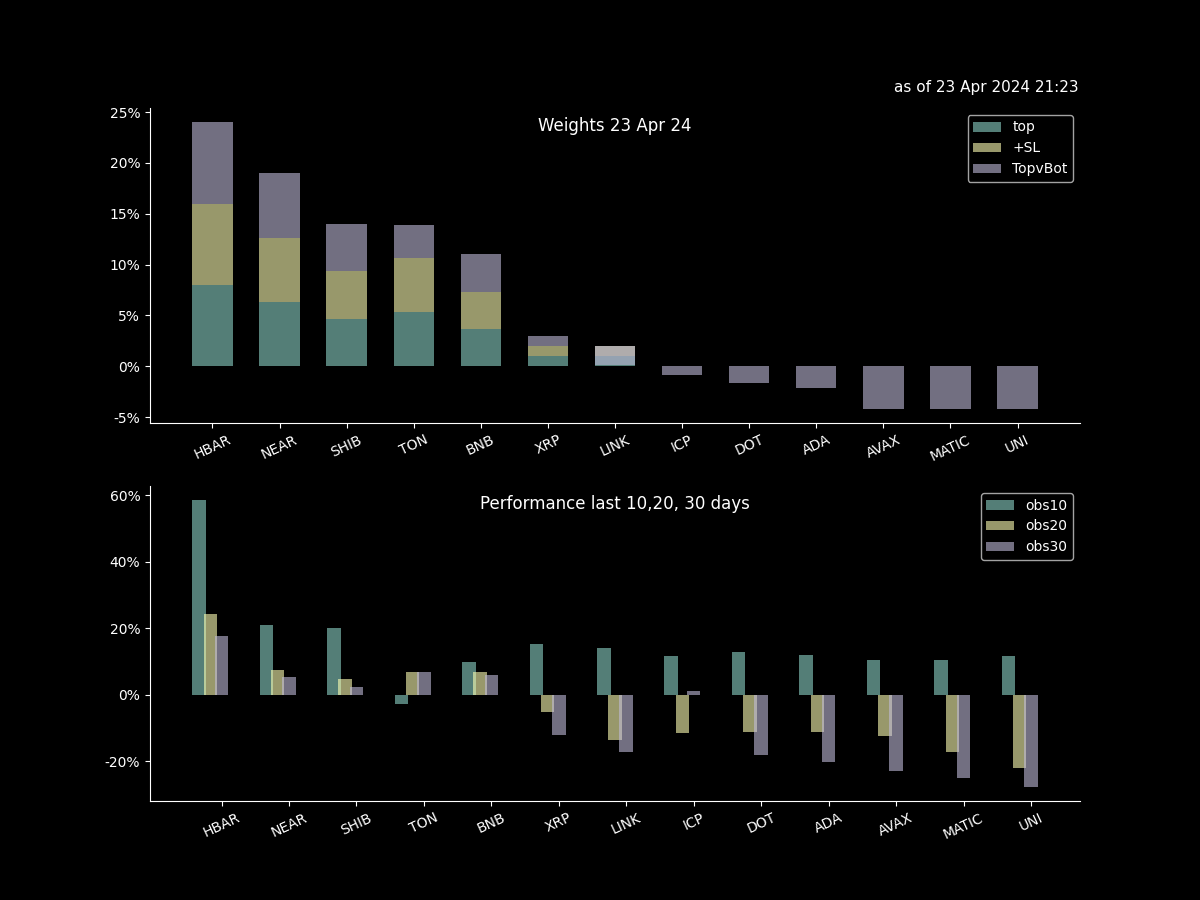 as of 23 Apr 2024 21:23
Weights 23 Apr 24
top
+SL
TopvBot
25%
20%
15%
10%
5%
0%
-5%
HBAR NEAR SHIB TON BNB XRP LINK ICP DOT ADA AVAX MATIC UNI
Performance last 10,20, 30 days
obs10
obs20
obs30
60%
40%
20%
0%
-20%
HBAR NEAR SHIB TON BNB XRP LINK ICP DOT ADA AVAX MATIC UNI